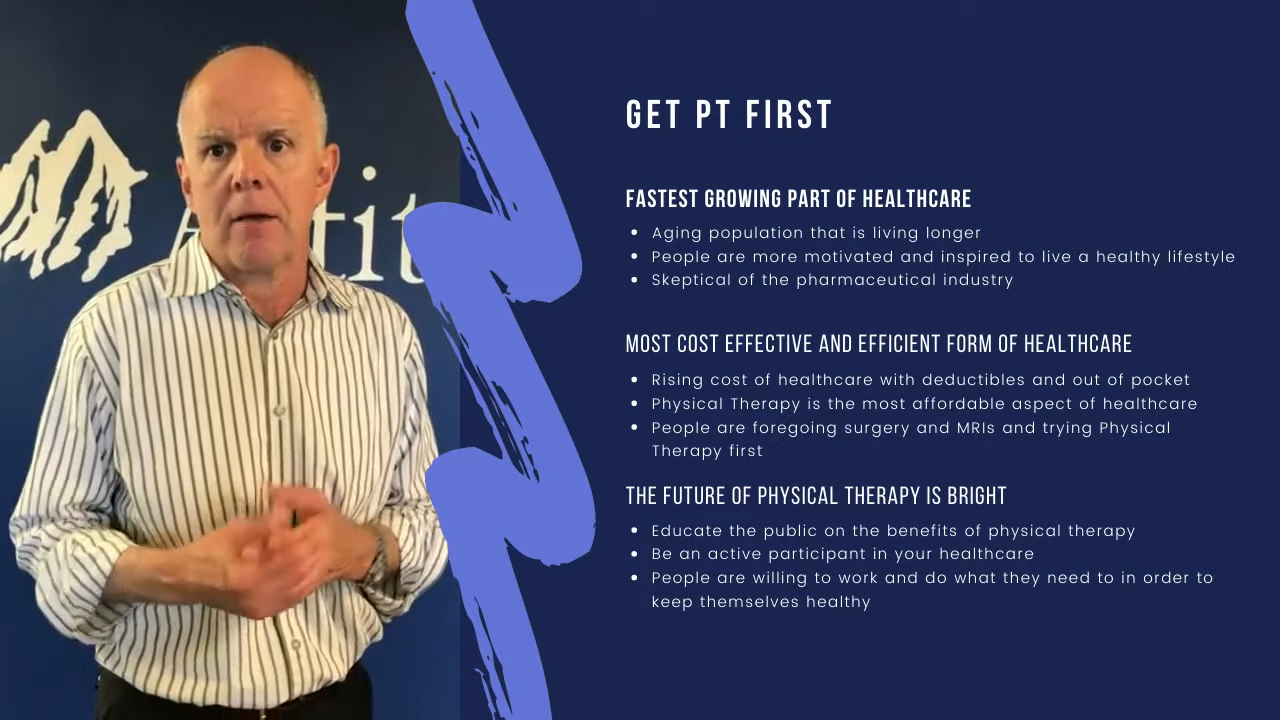 GET PT FIRST
FASTEST GROWING PART OF HEALTHCARE
Aging population that is living longer
People are more motivated and inspired to live a healthy lifestyle
Skeptical of the pharmaceutical industry
MOST COST EFFECTIVE AND EFFICIENT FORM OF HEALTHCARE
Rising cost of healthcare with deductibles and out of pocket
Physical Therapy is the most affordable aspect of healthcare
People are foregoing surgery and MRIs and trying Physical
Therapy first
THE FUTURE OF PHYSICAL THERAPY IS BRIGHT
Educate the public on the benefits of physical therapy
Be an active participant in your healthcare
People are willing to work and do what they need to in order to
keep themselves healthy